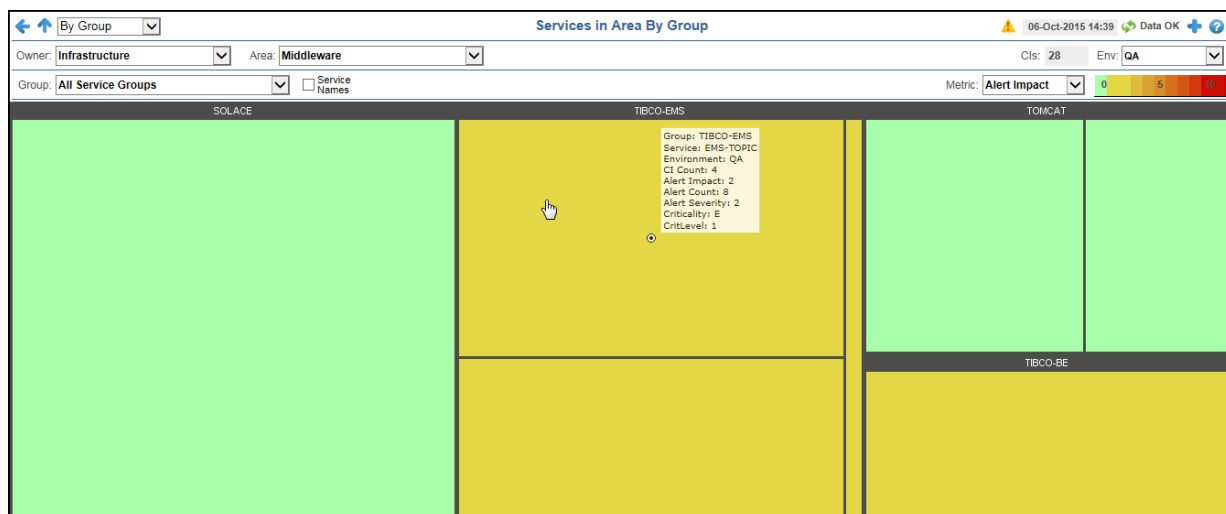 By Group Services in Area By Group 06-Oct-2015 14:39 Data OK
Owner: Infrastructure Area: Middleware CIs: 28 Env: QA
Group: All Service Groups Service Names Metric: Alert Impact 0 5 10
SOLACE TIBCO-EMS TOMCAT
Group: TIBCO-EMS
Service: EMS-TOPIC
Environment: QA
CI Count: 4
Alert Impact: 2
Alert Count: 8
Alert Severity: 2
Criticality: E
CritLevel: 1
TIBCO-BE